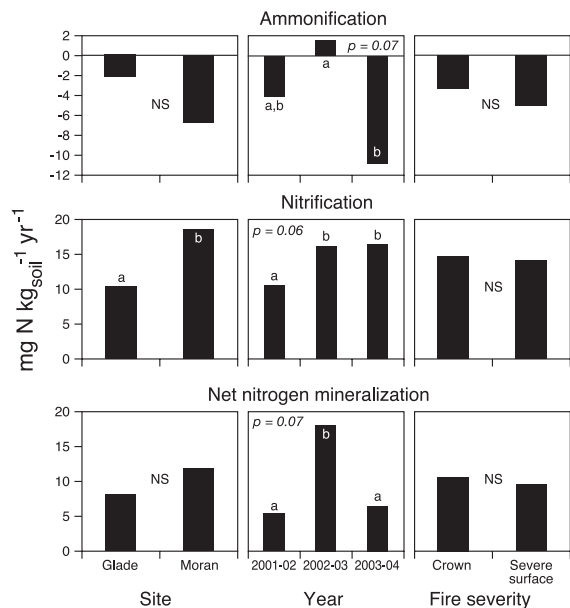 Ammonification
2
0
-2
-4
-6
-8
-10
-12
NS
a,b
a
b
p = 0.07
NS
Nitrification
20
15
10
5
0
a
b
p = 0.06
a
b
b
NS
mg N kg soil -1 yr -1
Net nitrogen mineralization
20
15
10
5
0
NS
p = 0.07
a
b
a
NS
Glade Moran 2001-02 2002-03 2003-04 Crown Severe
surface
Site Year Fire severity